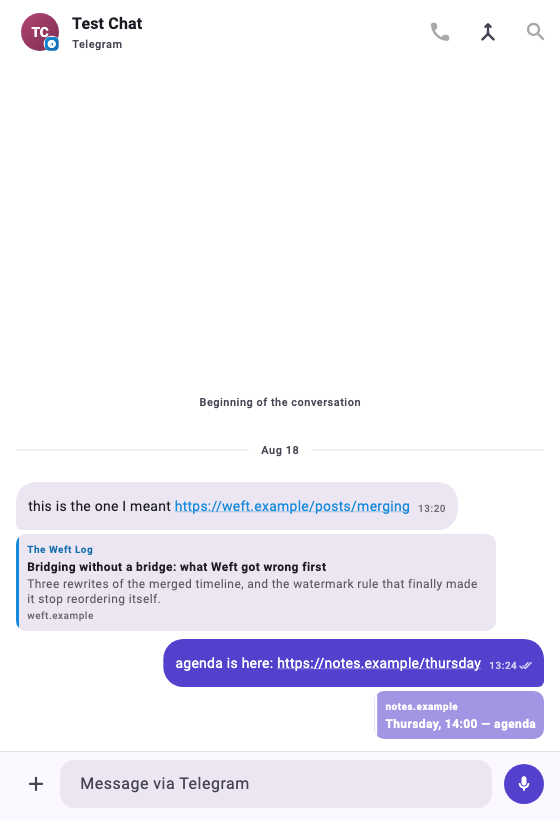 TC
Test Chat
Telegram
Beginning of the conversation
Aug 18
this is the one I meant https://weft.example/posts/merging 13:20
The Weft Log
Bridging without a bridge: what Weft got wrong first
Three rewrites of the merged timeline, and the watermark rule that finally made
it stop reordering itself.
weft.example
agenda is here: https://notes.example/thursday 13:24
notes.example
Thursday, 14:00 — agenda
Message via Telegram